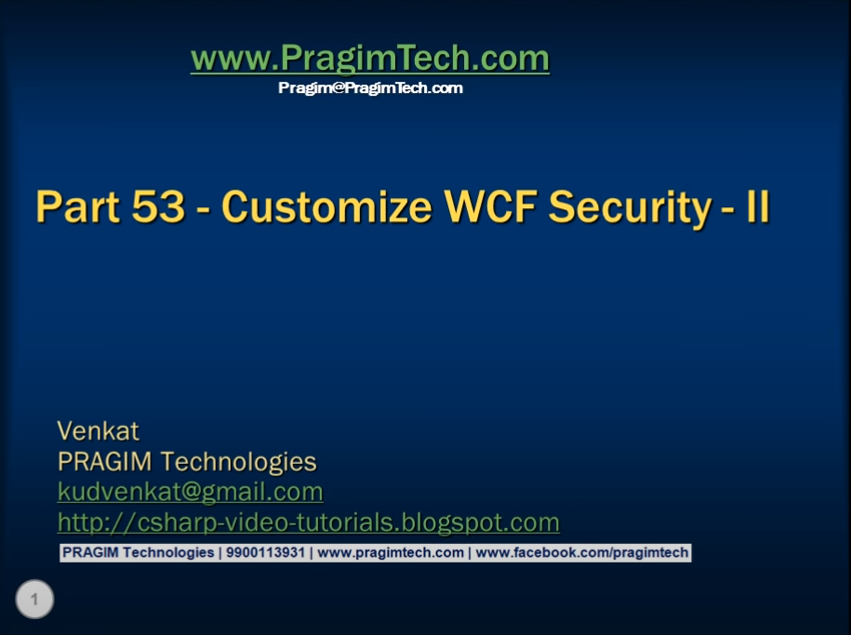 www.PragimTech.com
Pragim@PragimTech.com
Part 53 - Customize WCF Security - II
Venkat
PRAGIM Technologies
kudvenkat@gmail.com
http://csharp-video-tutorials.blogspot.com
PRAGIM Technologies | 9900113931 | www.pragimtech.com | www.facebook.com/pragimtech
1